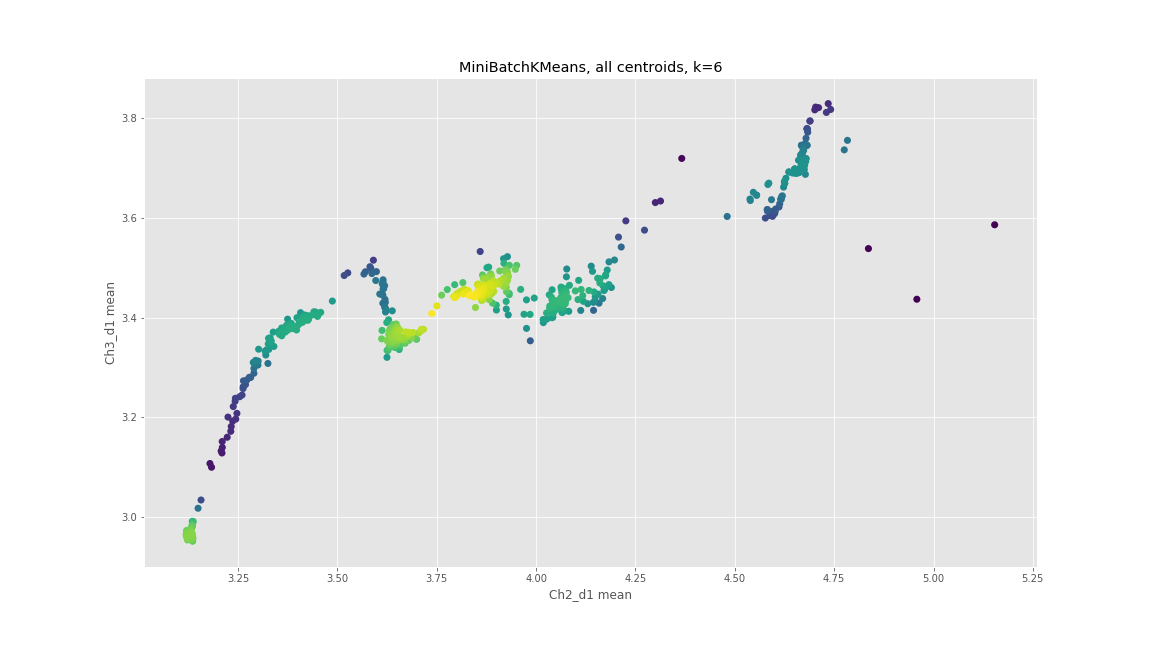 MiniBatchKMeans, all centroids, k=6
Ch3_d1 mean
3.8
3.6
3.4
3.2
3.0
3.25 3.50 3.75 4.00 4.25 4.50 4.75 5.00 5.25
Ch2_d1 mean